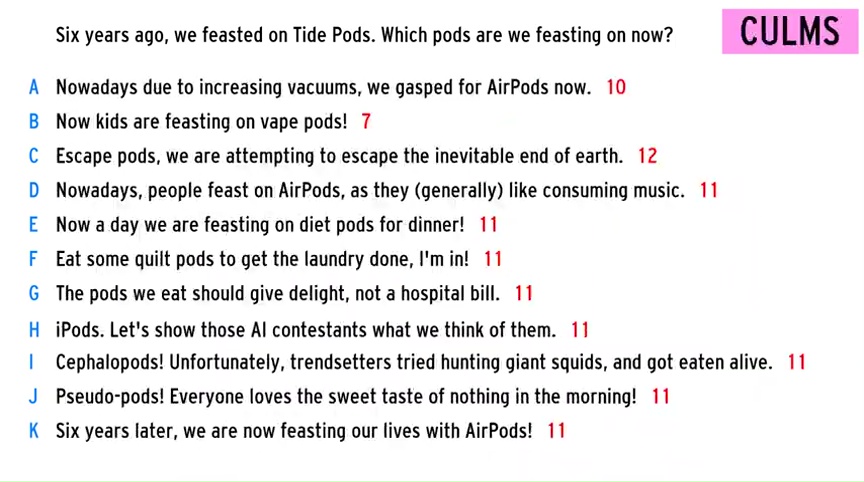 Six years ago, we feasted on Tide Pods. Which pods are we feasting on now?
CULMS
A Nowadays due to increasing vacuums, we gasped for AirPods now. 10
B Now kids are feasting on vape pods! 7
C Escape pods, we are attempting to escape the inevitable end of earth. 12
D Nowadays, people feast on AirPods, as they (generally) like consuming music. 11
E Now a day we are feasting on diet pods for dinner! 11
F Eat some quilt pods to get the laundry done, I'm in! 11
G The pods we eat should give delight, not a hospital bill. 11
H iPods. Let's show those AI contestants what we think of them. 11
I Cephalopods! Unfortunately, trendsetters tried hunting giant squids, and got eaten alive. 11
J Pseudo-pods! Everyone loves the sweet taste of nothing in the morning! 11
K Six years later, we are now feasting our lives with AirPods! 11